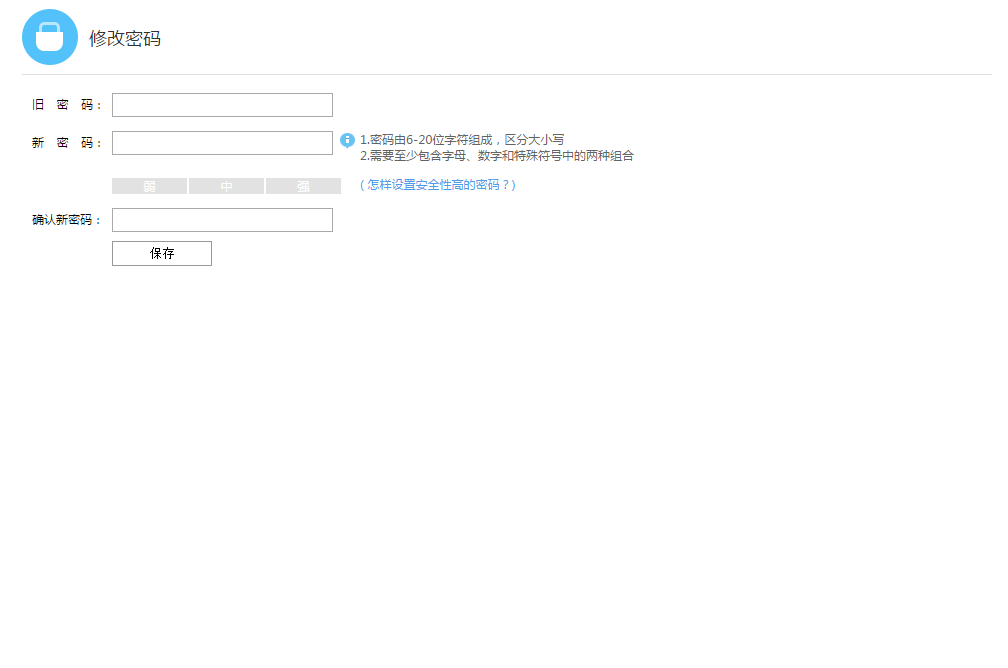 修改密码
旧 密 码：
新 密 码：
1.密码由6-20位字符组成，区分大小写
2.需要至少包含字母、数字和特殊符号中的两种组合
弱 中 强 （怎样设置安全性高的密码？）
确认新密码：
保存